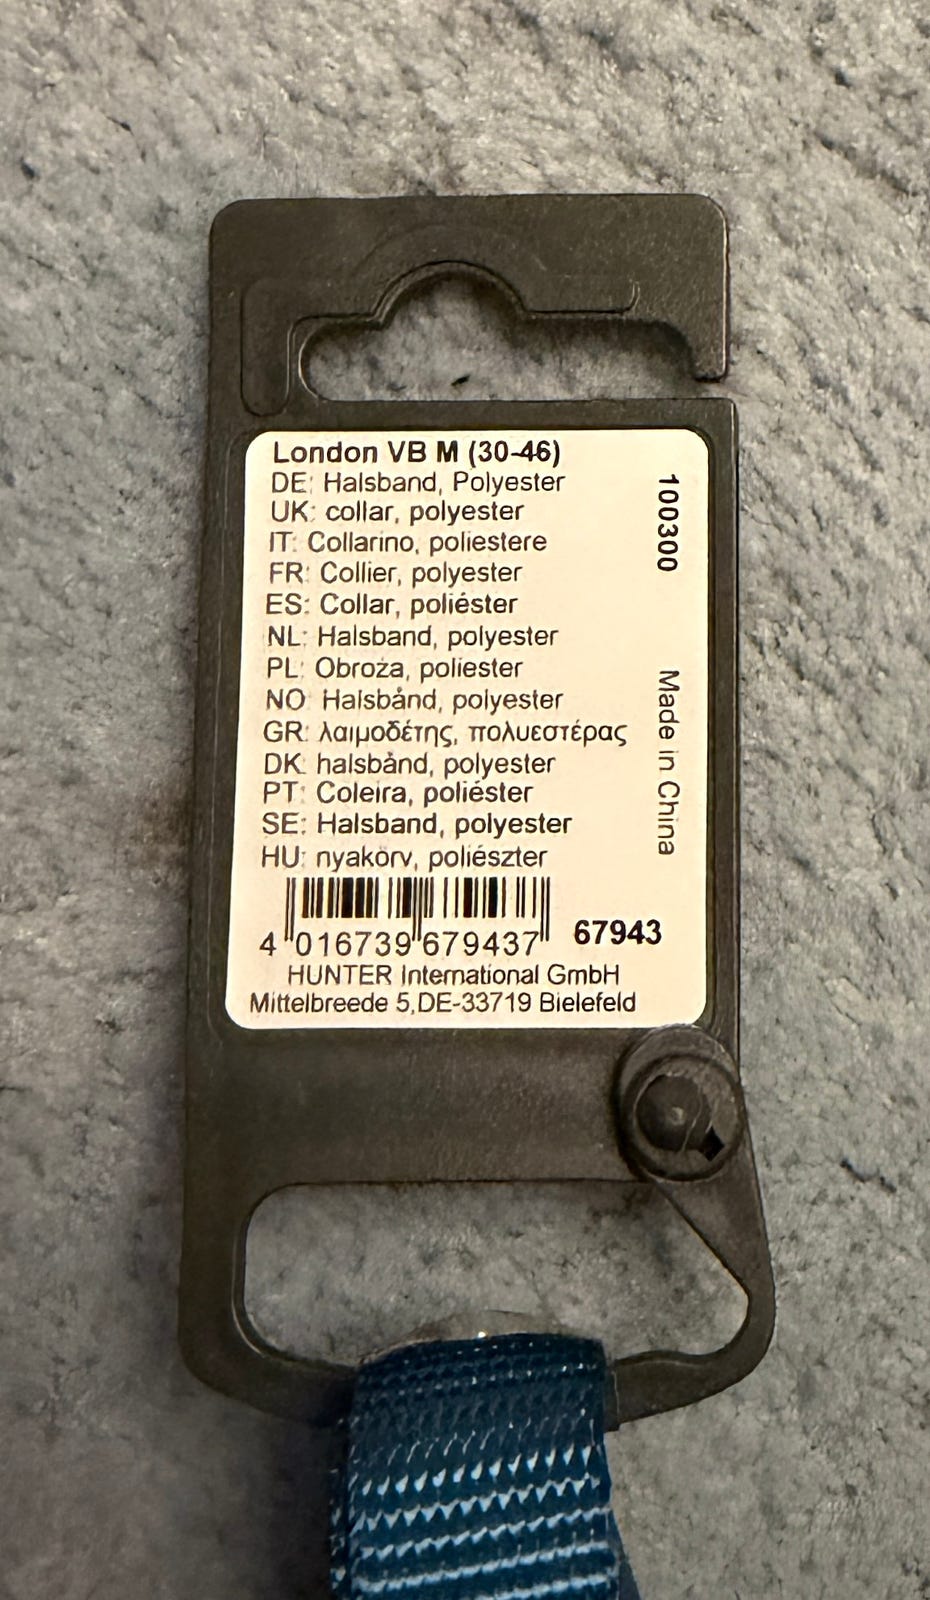 London VB M (30-46)
DE: Halsband, Polyester
UK: collar, polyester
IT: Collarino, poliestere
FR: Collier, polyester
ES: Collar, poliéster
NL: Halsband, polyester
PL: Obroża, poliester
NO: Halsbånd, polyester
GR: λαιμοδέτης, πολυεστέρας
DK: halsbånd, polyester
PT: Coleira, poliéster
SE: Halsband, polyester
HU: nyakörv, poliészter
4 016739 679437
67943
HUNTER International GmbH
Mittelbreede 5,DE-33719 Bielefeld
100300
Made in China